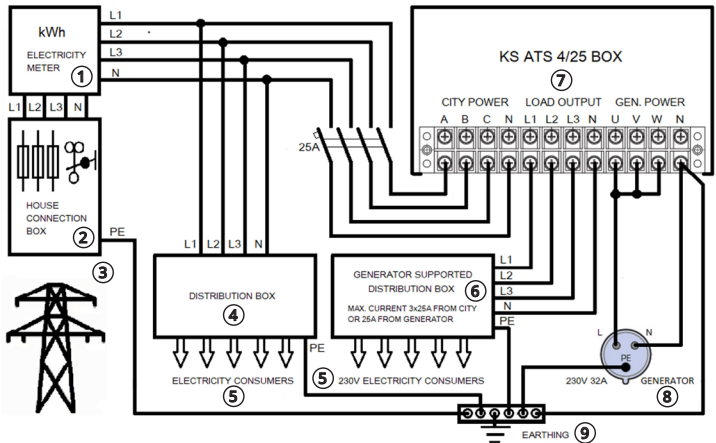 L1
L2
L3
N
kWh
ELECTRICITY
METER
1
L1 L2 L3 N
HOUSE
CONNECTION
BOX
2
PE
3
25A
KS ATS 4/25 BOX
7
CITY POWER LOAD OUTPUT GEN. POWER
A B C N L1 L2 L3 N U V W N
L1 L2 L3 N
DISTRIBUTION BOX
4
PE
ELECTRICITY CONSUMERS
5
5
GENERATOR SUPPORTED
DISTRIBUTION BOX
6
MAX. CURRENT 3x25A FROM CITY
OR 25A FROM GENERATOR
L1
L2
L3
N
PE
230V ELECTRICITY CONSUMERS
L N
PE
230V 32A GENERATOR
8
EARTHING 9